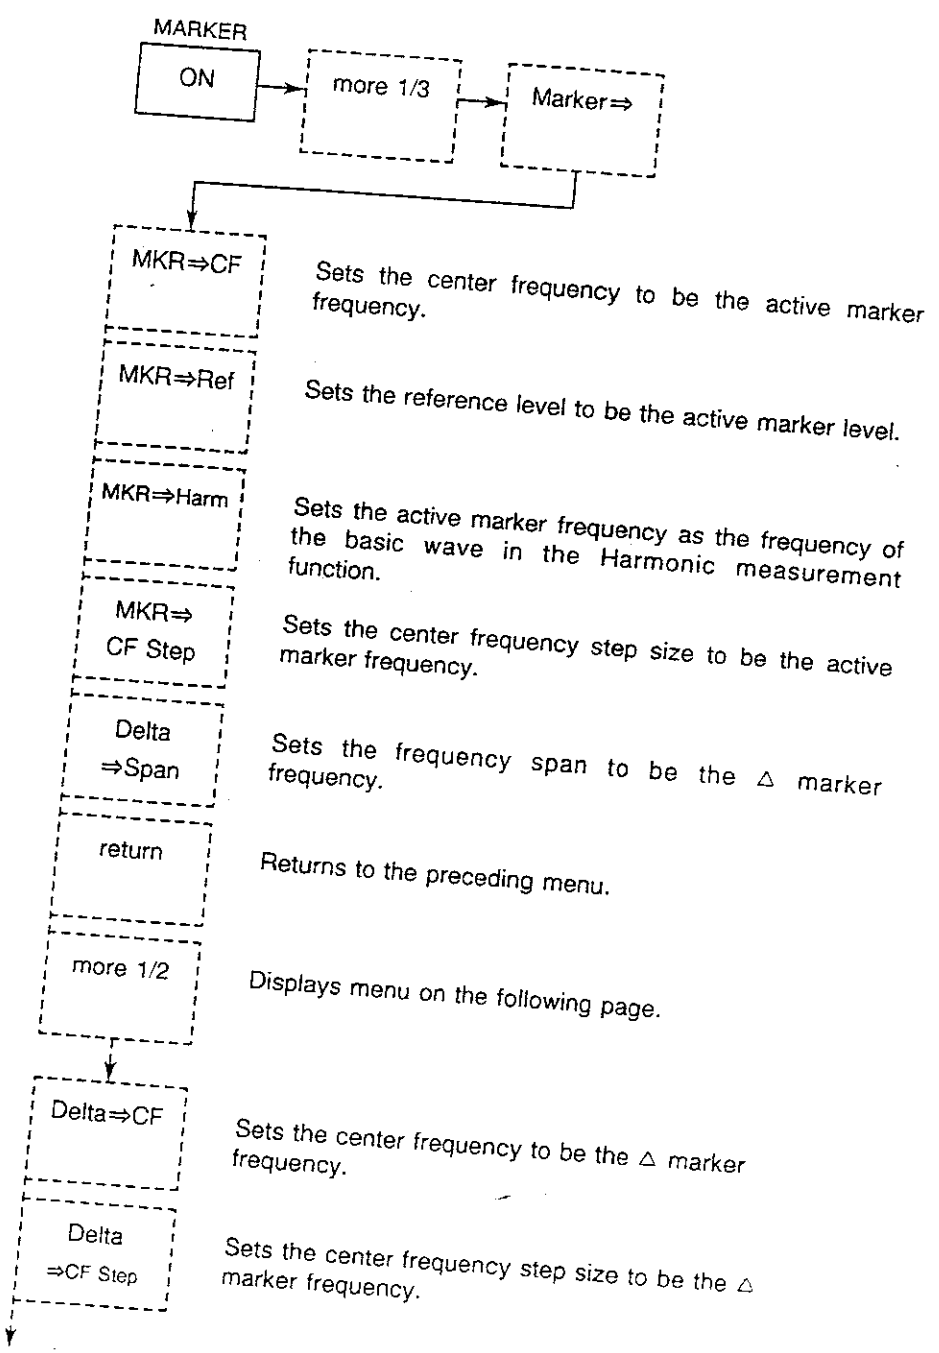 MARKER
ON
more 1/3
Marker⇒
MKR⇒CF
Sets the center frequency to be the active marker
frequency.
MKR⇒Ref
Sets the reference level to be the active marker level.
MKR⇒Harm
Sets the active marker frequency as the frequency of
the basic wave in the Harmonic measurement
function.
MKR⇒
CF Step
Sets the center frequency step size to be the active
marker frequency.
Delta
⇒Span
Sets the frequency span to be the △ marker
frequency.
return
Returns to the preceding menu.
more 1/2
Displays menu on the following page.
Delta⇒CF
Sets the center frequency to be the △ marker
frequency.
Delta
⇒CF Step
Sets the center frequency step size to be the △
marker frequency.